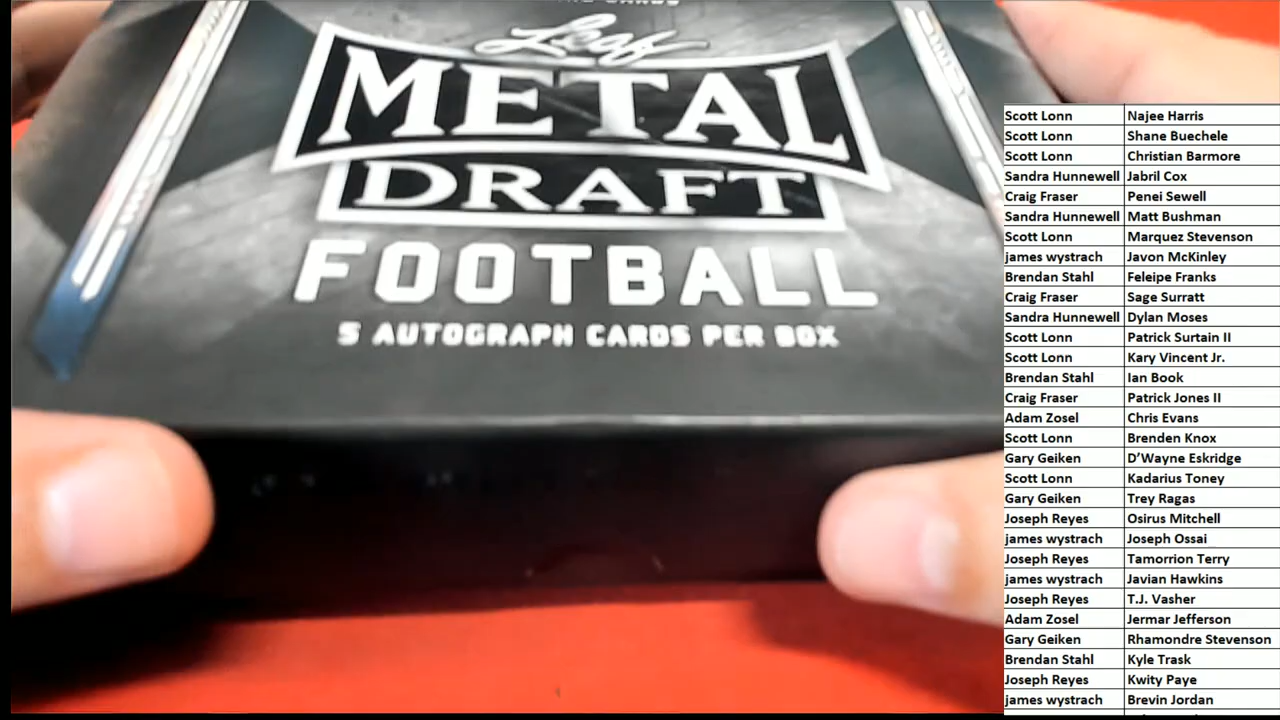 Leaf
METAL
DRAFT
FOOTBALL
5 AUTOGRAPH CARDS PER BOX
Scott Lonn Najee Harris
Scott Lonn Shane Buechele
Scott Lonn Christian Barmore
Sandra Hunnewell Jabril Cox
Craig Fraser Penei Sewell
Sandra Hunnewell Matt Bushman
Scott Lonn Marquez Stevenson
james wystrach Javon McKinley
Brendan Stahl Feleipe Franks
Craig Fraser Sage Surratt
Sandra Hunnewell Dylan Moses
Scott Lonn Patrick Surtain II
Scott Lonn Kary Vincent Jr.
Brendan Stahl Ian Book
Craig Fraser Patrick Jones II
Adam Zosel Chris Evans
Scott Lonn Brenden Knox
Gary Geiken D’Wayne Eskridge
Scott Lonn Kadarius Toney
Gary Geiken Trey Ragas
Joseph Reyes Osirus Mitchell
james wystrach Joseph Ossai
Joseph Reyes Tamorrion Terry
james wystrach Javian Hawkins
Joseph Reyes T.J. Vasher
Adam Zosel Jermar Jefferson
Gary Geiken Rhamondre Stevenson
Brendan Stahl Kyle Trask
Joseph Reyes Kwity Paye
james wystrach Brevin Jordan